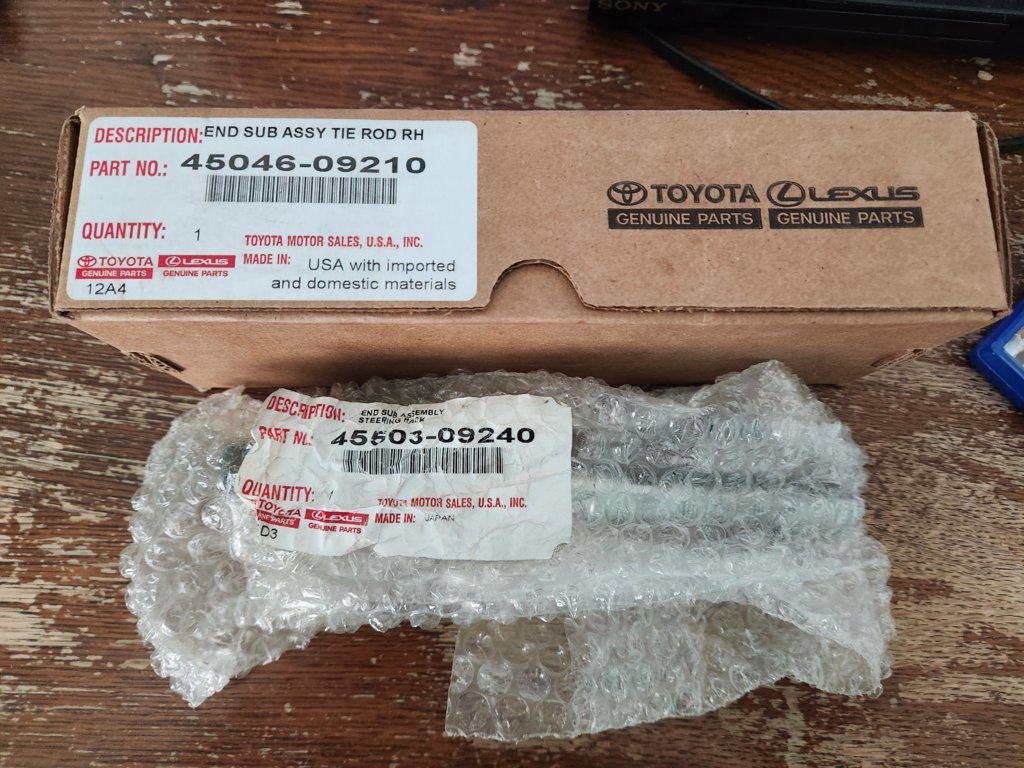 SONY
DESCRIPTION: END SUB ASSY TIE ROD RH
PART NO.: 45046-09210
QUANTITY: 1
TOYOTA MOTOR SALES, U.S.A., INC.
TOYOTA LEXUS MADE IN: USA with imported
GENUINE PARTS GENUINE PARTS and domestic materials
12A4
TOYOTA LEXUS
GENUINE PARTS GENUINE PARTS
DESCRIPTION: END SUB ASSEMBLY
STEERING RACK
PART NO.: 45503-09240
QUANTITY: 1
TOYOTA MOTOR SALES, U.S.A., INC.
TOYOTA LEXUS MADE IN: JAPAN
PARTS GENUINE PARTS
D3